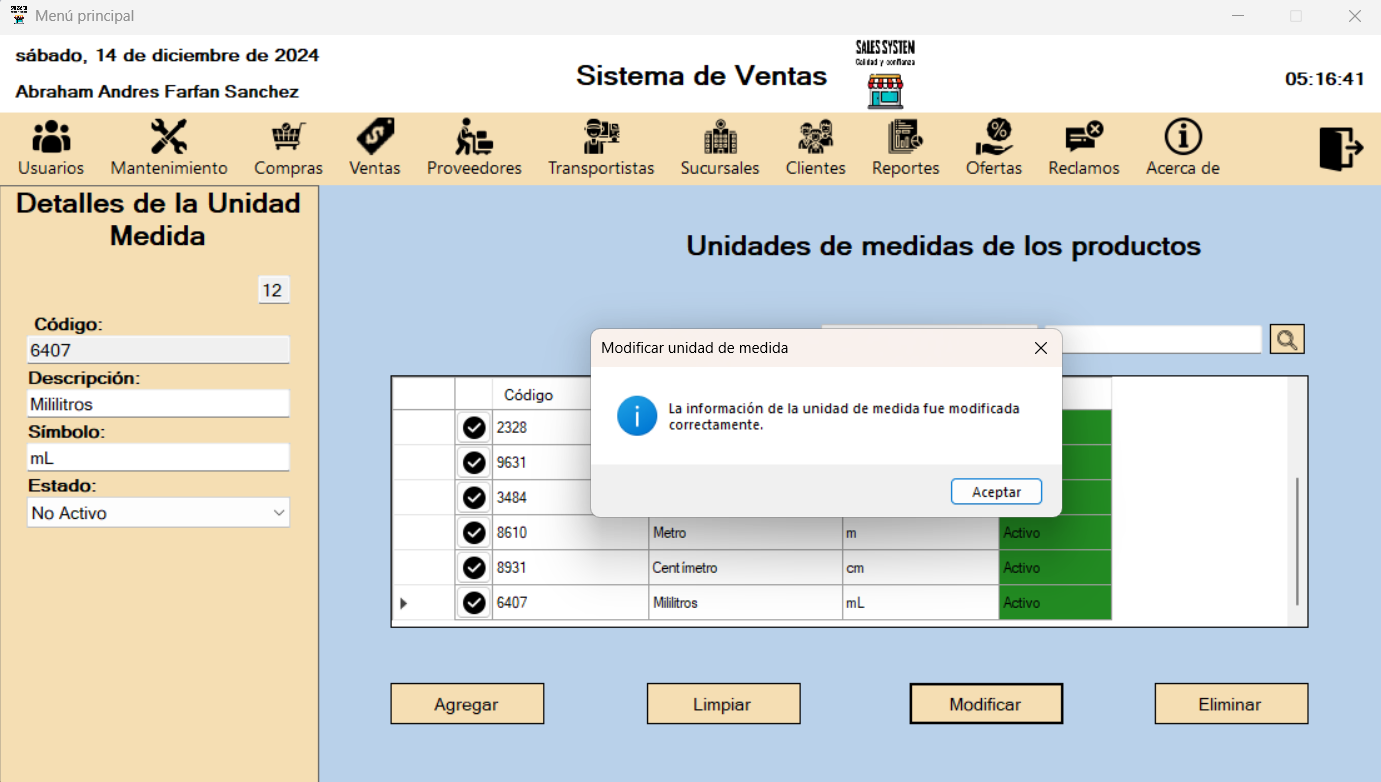 Menú principal
sábado, 14 de diciembre de 2024
Abraham Andres Farfan Sanchez
Sistema de Ventas
SALES SYSTEM
Calidad y confianza
05:16:41
Usuarios
Mantenimiento
Compras
Ventas
Proveedores
Transportistas
Sucursales
Clientes
Reportes
Ofertas
Reclamos
Acerca de
Detalles de la Unidad
Medida
12
Código:
6407
Descripción:
Mililitros
Símbolo:
mL
Estado:
No Activo
Unidades de medidas de los productos
Modificar unidad de medida
La información de la unidad de medida fue modificada
correctamente.
Aceptar
Código
2328
9631
3484
8610 Metro m Activo
8931 Centímetro cm Activo
6407 Mililitros mL Activo
Agregar
Limpiar
Modificar
Eliminar